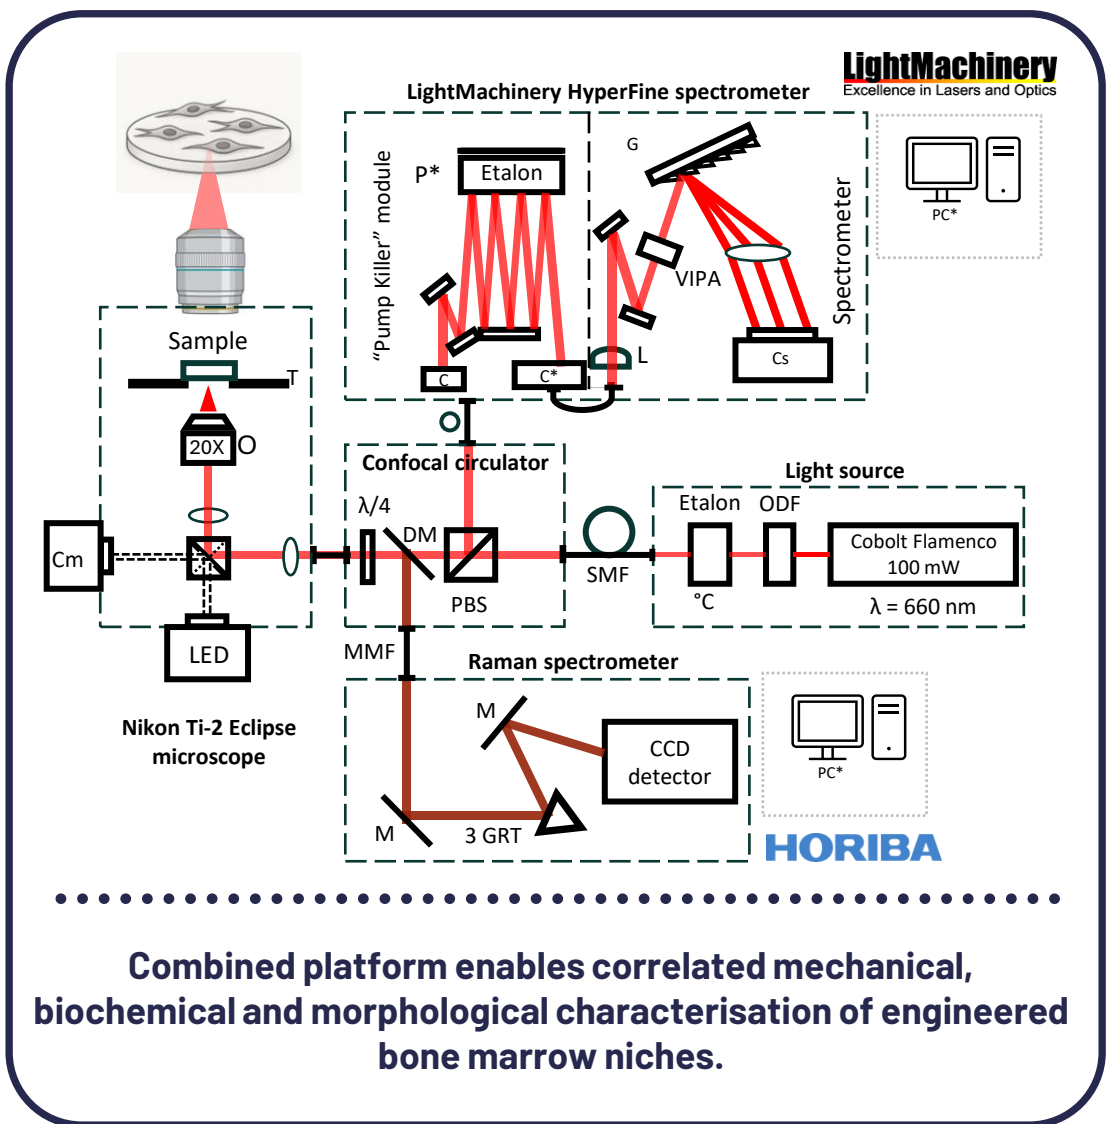 LightMachinery
Excellence in Lasers and Optics
LightMachinery HyperFine spectrometer
"Pump Killer" module
P*
Etalon
G
VIPA
Spectrometer
PC*
C
C*
L
Cs
Sample
T
20X
O
Cm
LED
Nikon Ti-2 Eclipse
microscope
Confocal circulator
λ/4
DM
PBS
SMF
Light source
Etalon
ODF
°C
Cobolt Flamenco
100 mW
λ = 660 nm
MMF
Raman spectrometer
M
M
3 GRT
CCD
detector
PC*
HORIBA
Combined platform enables correlated mechanical,
biochemical and morphological characterisation of engineered
bone marrow niches.